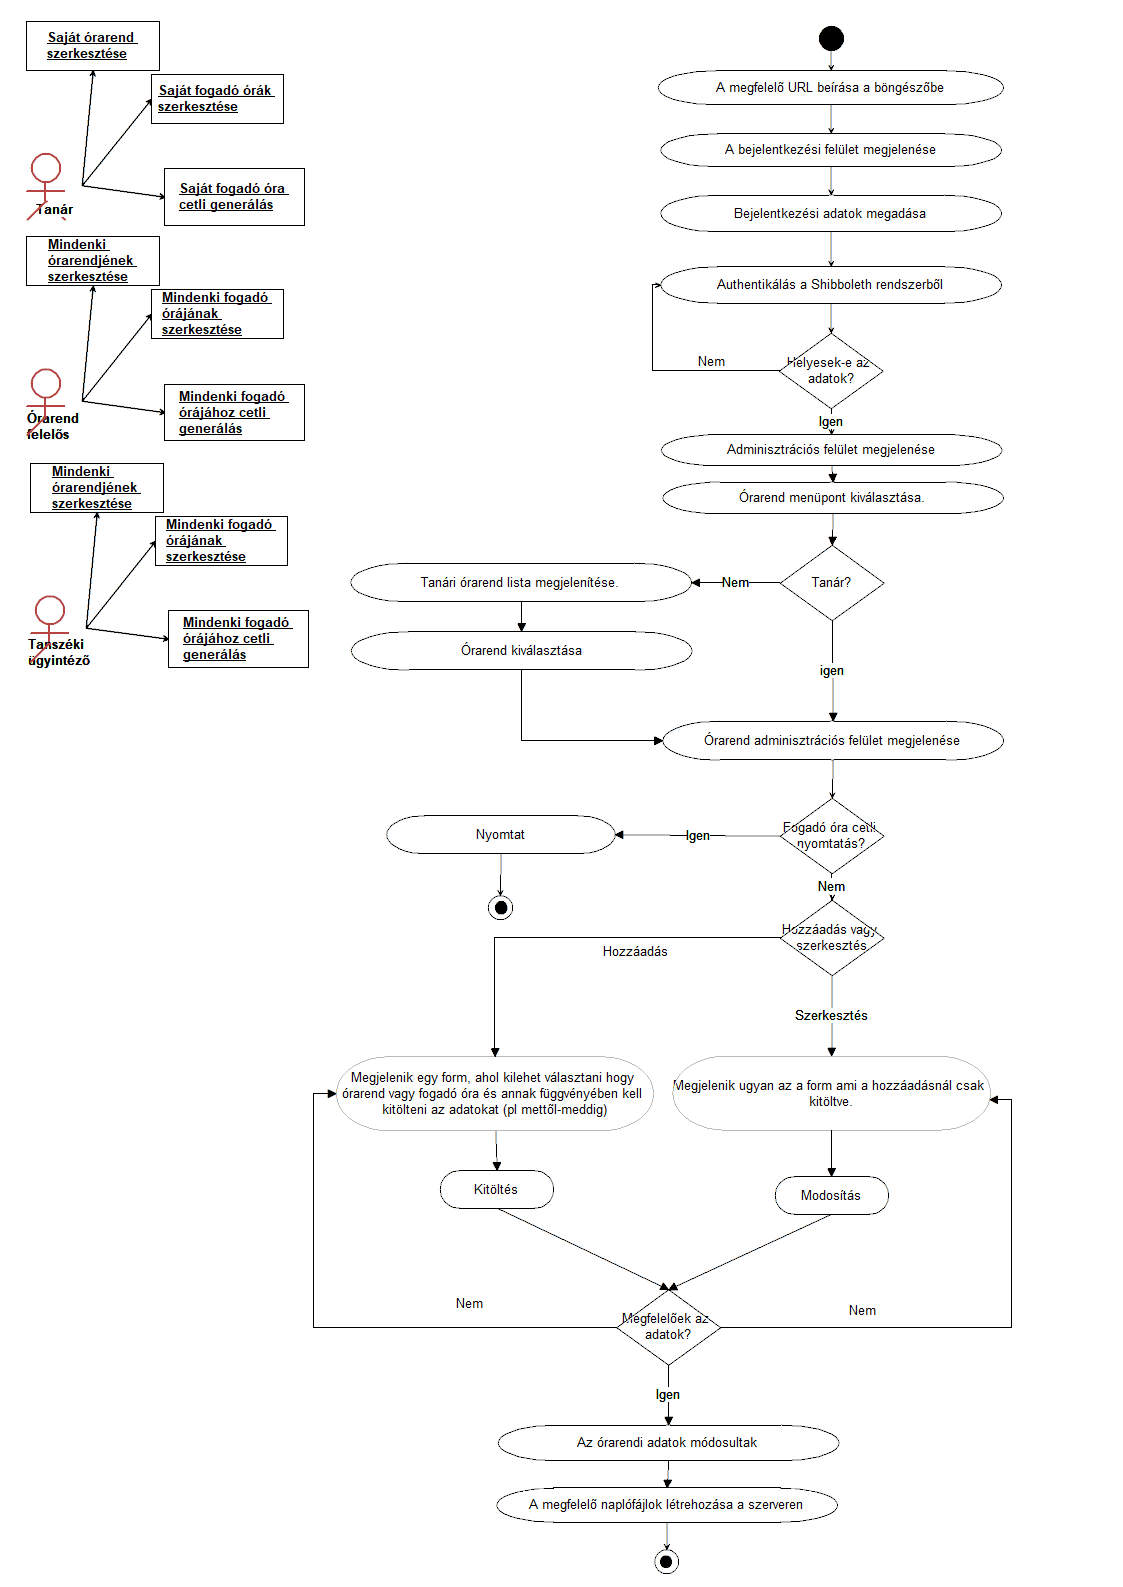 Saját órarend
szerkesztése
Saját fogadó órák
szerkesztése
Saját fogadó óra
cetli generálás
Tanár
Mindenki
órarendjének
szerkesztése
Mindenki fogadó
órájának
szerkesztése
Mindenki fogadó
órájához cetli
generálás
Órarend
felelős
Mindenki
órarendjének
szerkesztése
Mindenki fogadó
órájának
szerkesztése
Mindenki fogadó
órájához cetli
generálás
Tanszéki
ügyintéző
A megfelelő URL beírása a böngészőbe
A bejelentkezési felület megjelenése
Bejelentkezési adatok megadása
Authentikálás a Shibboleth rendszerből
Helyesek-e az
adatok?
Nem
Igen
Adminisztrációs felület megjelenése
Órarend menüpont kiválasztása.
Tanár?
Nem
Tanári órarend lista megjelenítése.
Órarend kiválasztása
igen
Órarend adminisztrációs felület megjelenése
Fogadó óra cetli
nyomtatás?
Igen
Nyomtat
Nem
Hozzáadás vagy
szerkesztés
Hozzáadás
Szerkesztés
Megjelenik egy form, ahol kilehet választani hogy
órarend vagy fogadó óra és annak függvényében kell
kitölteni az adatokat (pl mettől-meddig)
Megjelenik ugyan az a form ami a hozzáadásnál csak
kitöltve.
Kitöltés
Modosítás
Nem
Nem
Megfelelőek az
adatok?
Igen
Az órarendi adatok módosultak
A megfelelő naplófájlok létrehozása a szerveren